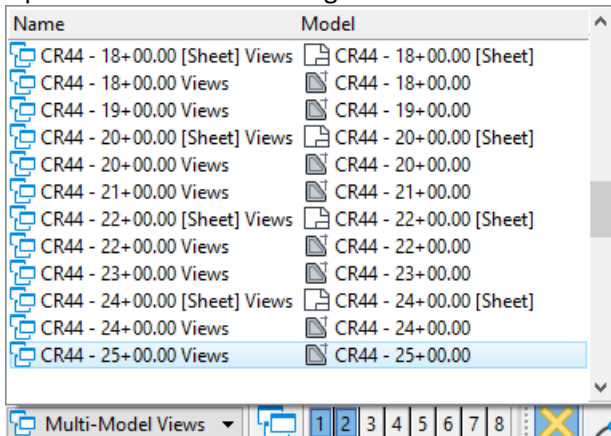 Name Model
CR44 - 18+00.00 [Sheet] Views CR44 - 18+00.00 [Sheet]
CR44 - 18+00.00 Views CR44 - 18+00.00
CR44 - 19+00.00 Views CR44 - 19+00.00
CR44 - 20+00.00 [Sheet] Views CR44 - 20+00.00 [Sheet]
CR44 - 20+00.00 Views CR44 - 20+00.00
CR44 - 21+00.00 Views CR44 - 21+00.00
CR44 - 22+00.00 [Sheet] Views CR44 - 22+00.00 [Sheet]
CR44 - 22+00.00 Views CR44 - 22+00.00
CR44 - 23+00.00 Views CR44 - 23+00.00
CR44 - 24+00.00 [Sheet] Views CR44 - 24+00.00 [Sheet]
CR44 - 24+00.00 Views CR44 - 24+00.00
CR44 - 25+00.00 Views CR44 - 25+00.00
Multi-Model Views 1 2 3 4 5 6 7 8